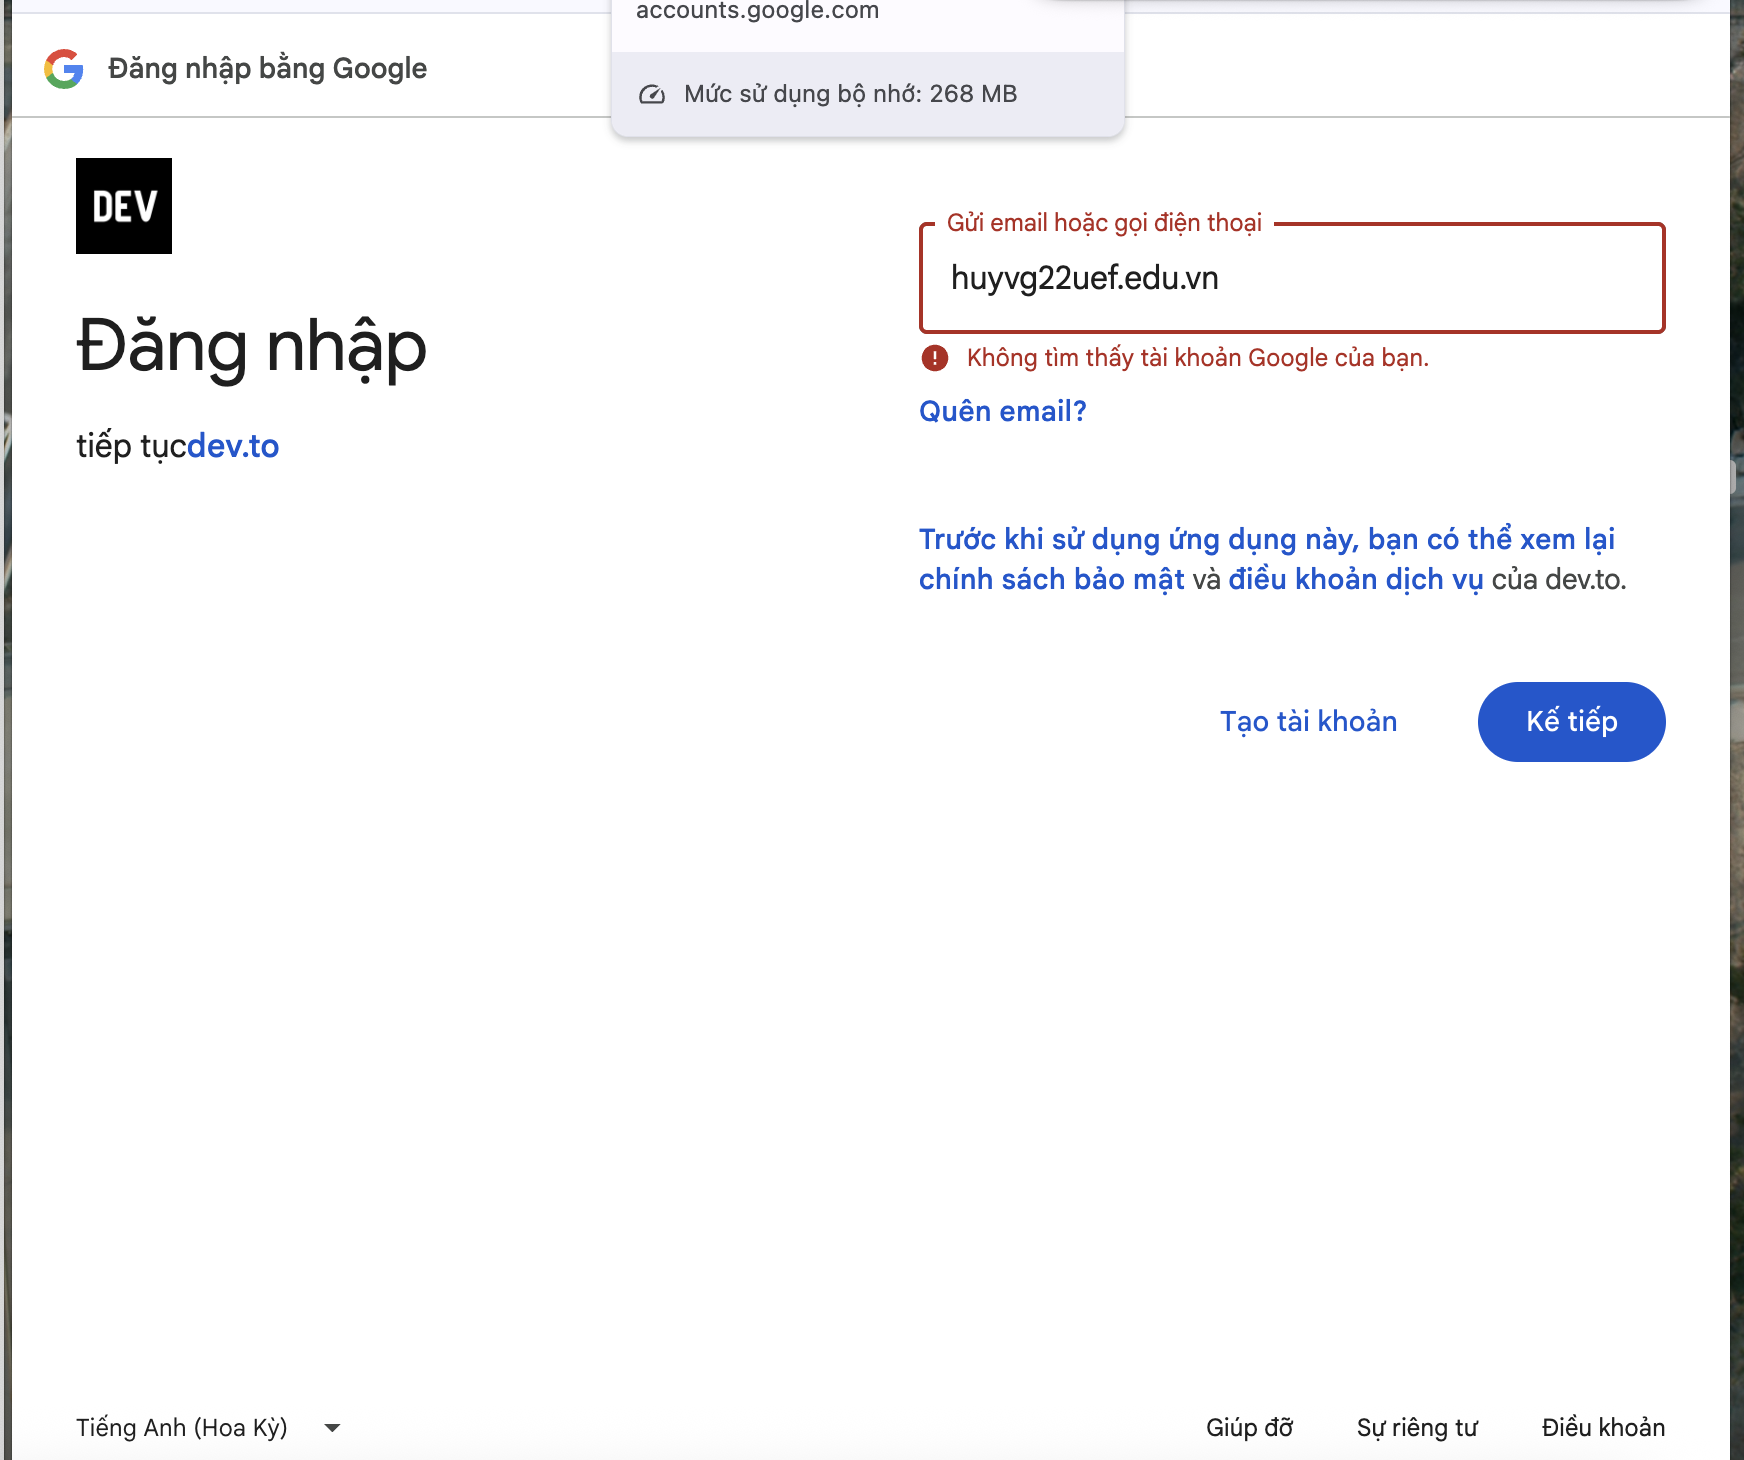 accounts.google.com
Mức sử dụng bộ nhớ: 268 MB
Đăng nhập bằng Google
DEV
Đăng nhập
tiếp tụcdev.to
Gửi email hoặc gọi điện thoại
huyvg22uef.edu.vn
Không tìm thấy tài khoản Google của bạn.
Quên email?
Trước khi sử dụng ứng dụng này, bạn có thể xem lại
chính sách bảo mật và điều khoản dịch vụ của dev.to.
Tạo tài khoản
Kế tiếp
Tiếng Anh (Hoa Kỳ)
Giúp đỡ
Sự riêng tư
Điều khoản